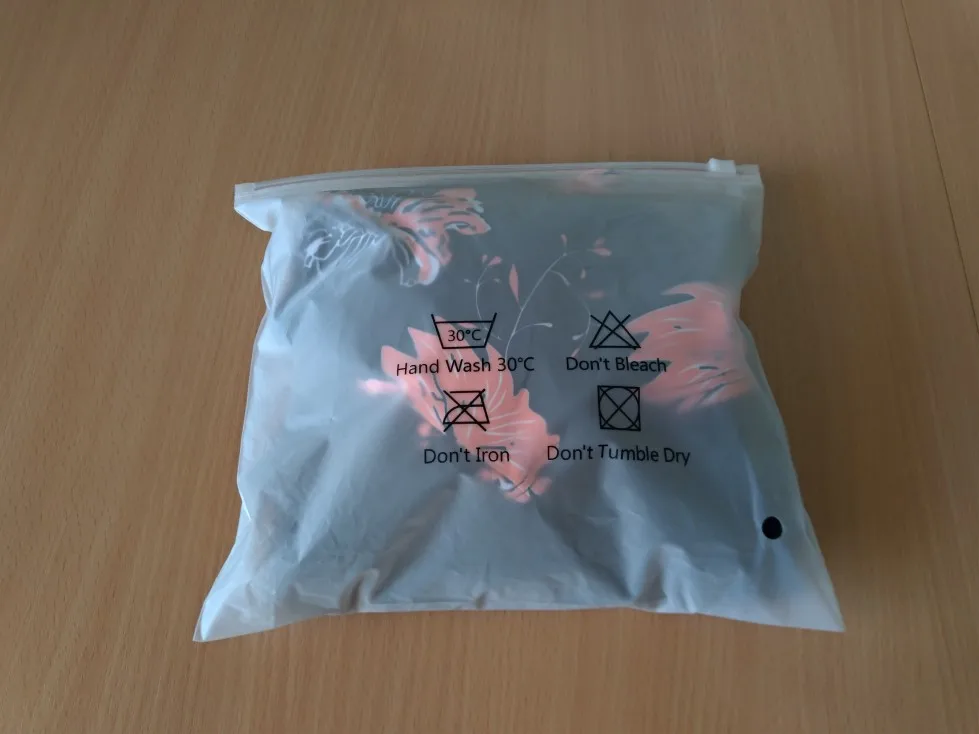 30°C
Hand Wash 30°C
Don't Bleach
Don't Iron
Don't Tumble Dry